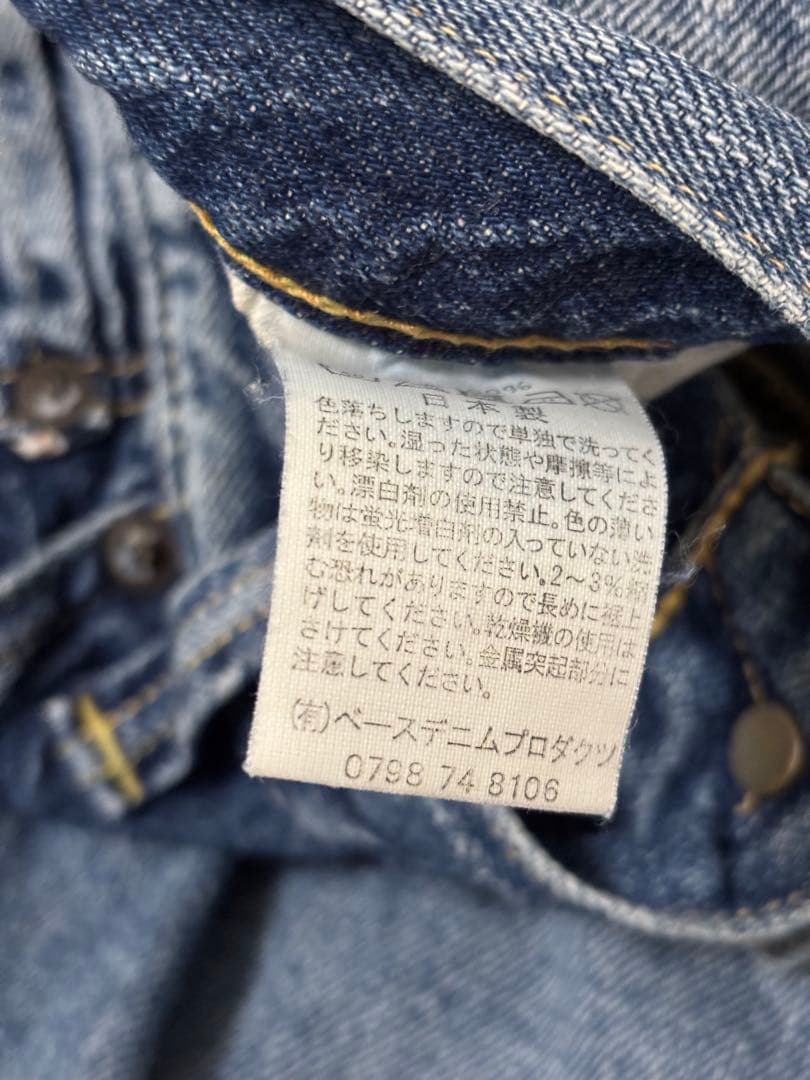 日本製
色落ちしますので単独で洗ってく
ださい。湿った状態や摩擦等によ
り移染しますので注意してくださ
い。漂白剤の使用禁止。色の薄い
物は蛍光増白剤の入っていない洗
剤を使用してください。2～3%縮
む恐れがありますので長めに裾上
げしてください。乾燥機の使用は
さけてください。金属突起部分に
注意してください。
(有)ベースデニムプロダクツ
0798 74 8106